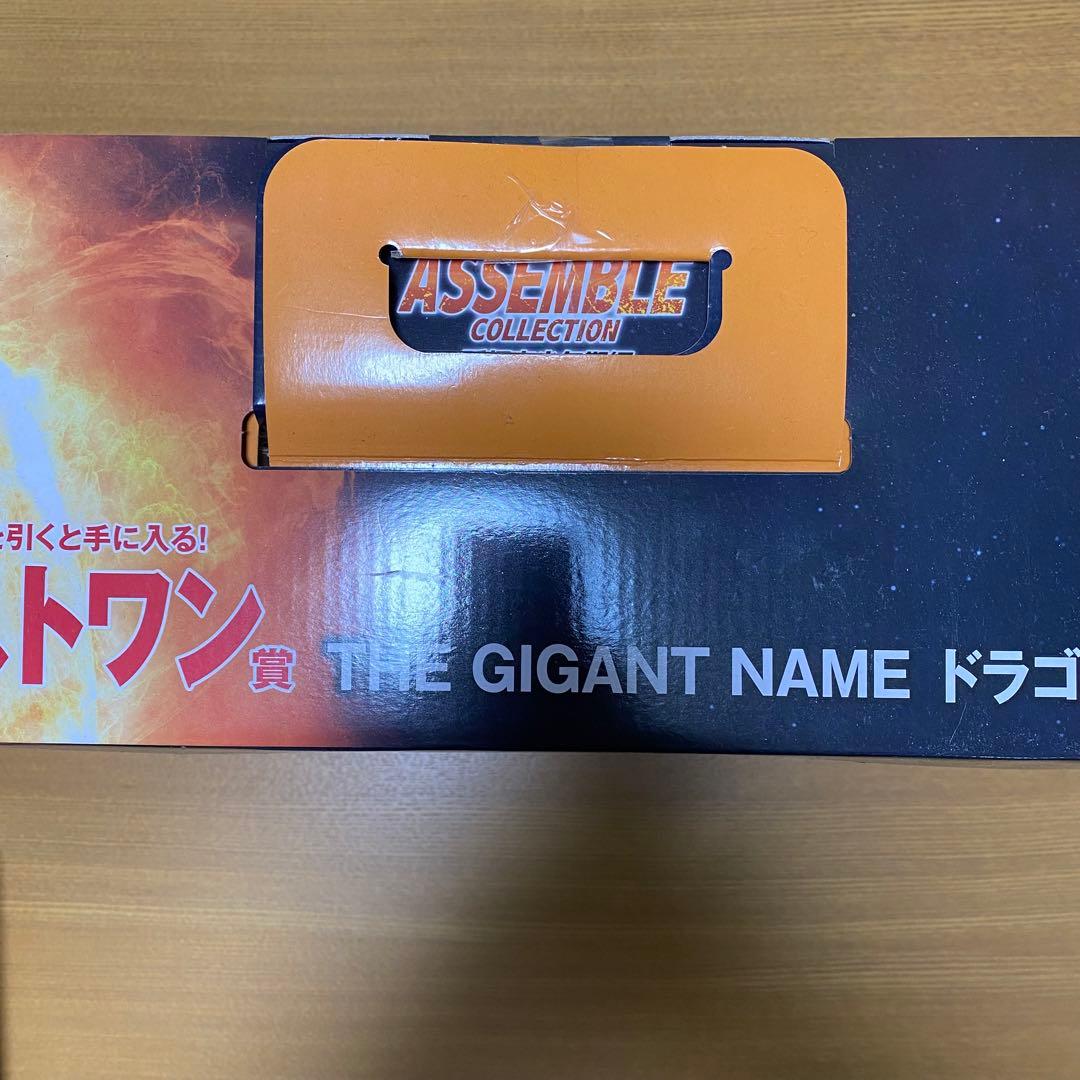 ASSEMBLE
COLLECTION
を引くと手に入る!
ストワン賞 THE GIGANT NAME ドラゴ